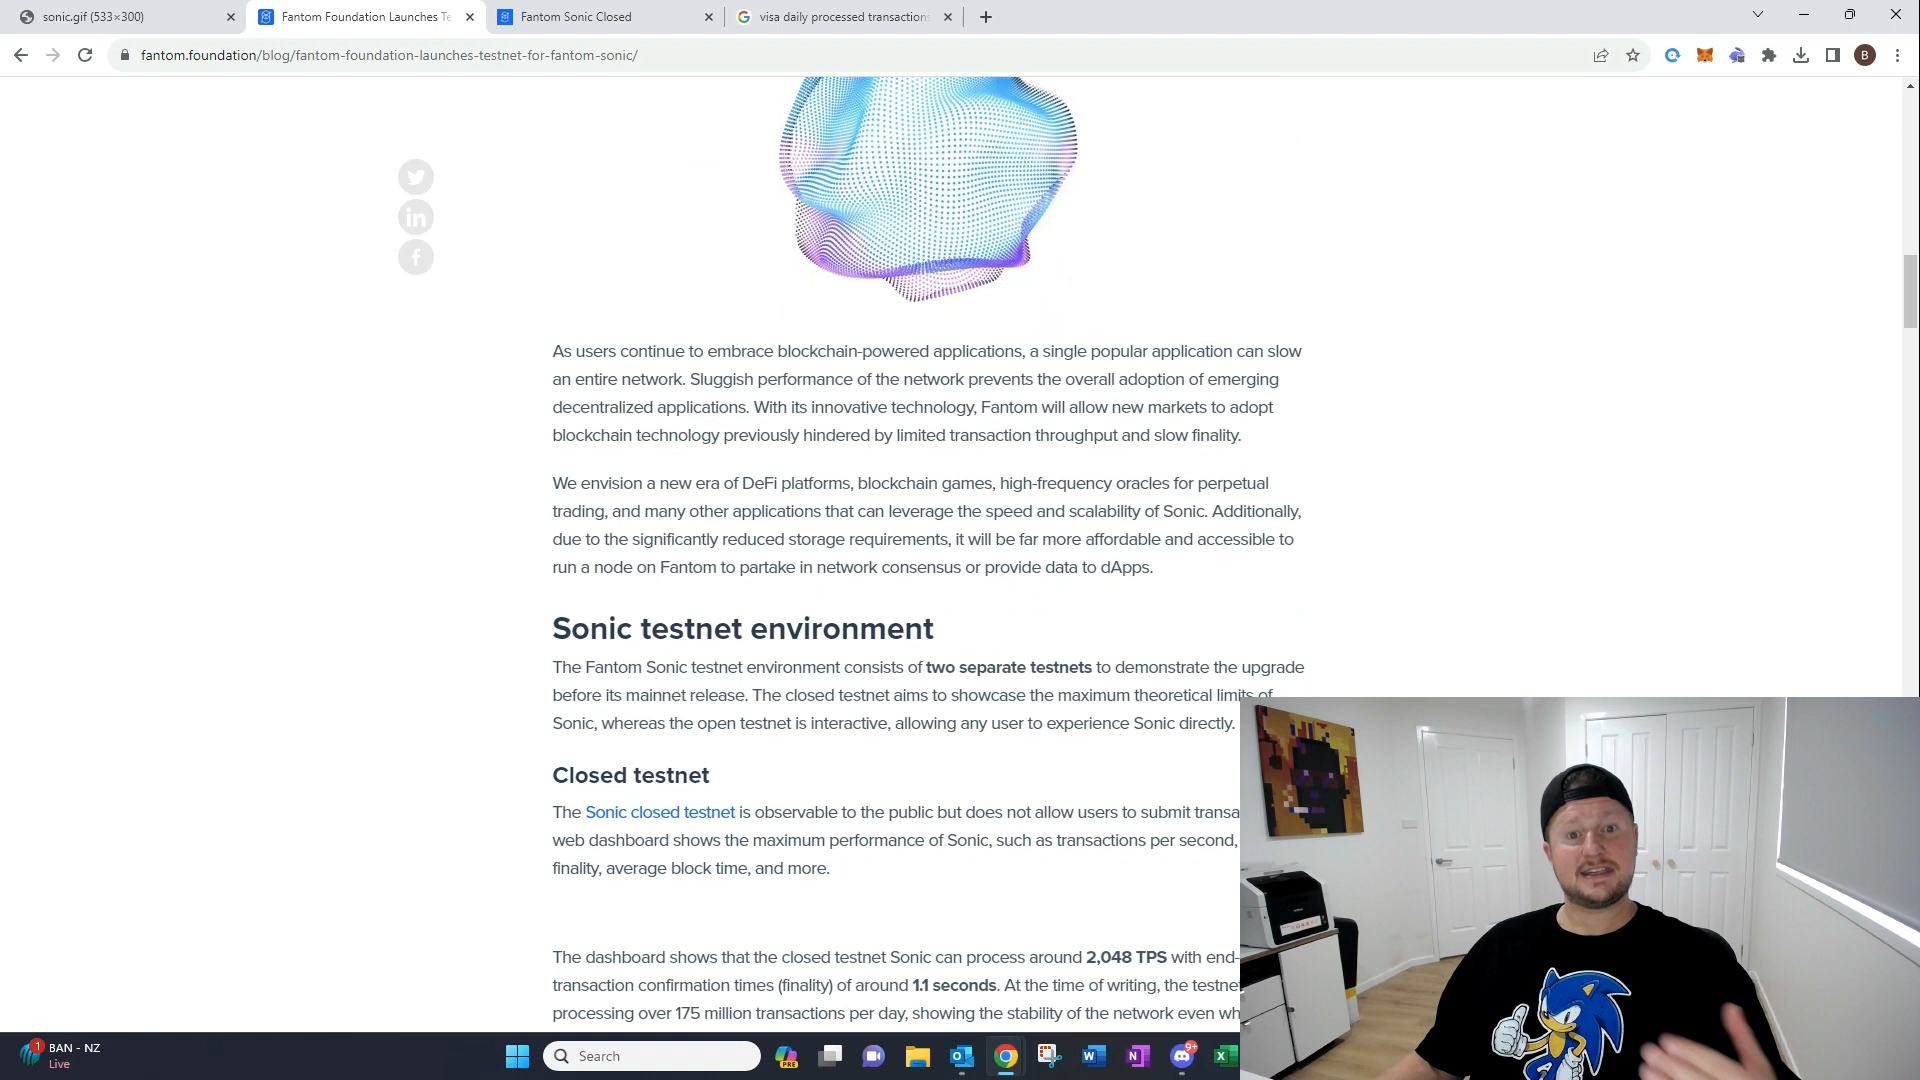 sonic.gif (533×300)
Fantom Foundation Launches Te
Fantom Sonic Closed
visa daily processed transactions
fantom.foundation/blog/fantom-foundation-launches-testnet-for-fantom-sonic/
B
As users continue to embrace blockchain-powered applications, a single popular application can slow
an entire network. Sluggish performance of the network prevents the overall adoption of emerging
decentralized applications. With its innovative technology, Fantom will allow new markets to adopt
blockchain technology previously hindered by limited transaction throughput and slow finality.
We envision a new era of DeFi platforms, blockchain games, high-frequency oracles for perpetual
trading, and many other applications that can leverage the speed and scalability of Sonic. Additionally,
due to the significantly reduced storage requirements, it will be far more affordable and accessible to
run a node on Fantom to partake in network consensus or provide data to dApps.
Sonic testnet environment
The Fantom Sonic testnet environment consists of two separate testnets to demonstrate the upgrade
before its mainnet release. The closed testnet aims to showcase the maximum theoretical limits of
Sonic, whereas the open testnet is interactive, allowing any user to experience Sonic directly.
Closed testnet
The Sonic closed testnet is observable to the public but does not allow users to submit transa
web dashboard shows the maximum performance of Sonic, such as transactions per second,
finality, average block time, and more.
The dashboard shows that the closed testnet Sonic can process around 2,048 TPS with end-
transaction confirmation times (finality) of around 1.1 seconds. At the time of writing, the testne
processing over 175 million transactions per day, showing the stability of the network even wh
1
BAN - NZ
Live
Search
PRE
W
N
9+
X